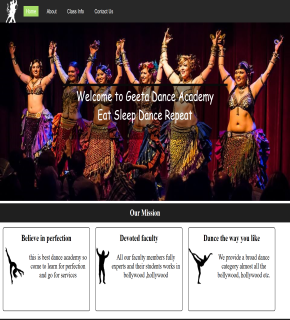 Home About Class Info Contact Us
Welcome to Geeta Dance Academy
Eat Sleep Dance Repeat
Our Mission
Believe in perfection
this is best dance academy so
come to learn for perfection
and go for services
Devoted faculty
All our faculty members fully
experts and their students works in
bollywood ,hollywood
Dance the way you like
We provide a broad dance
category almost all the
bollywood, hollywood etc.